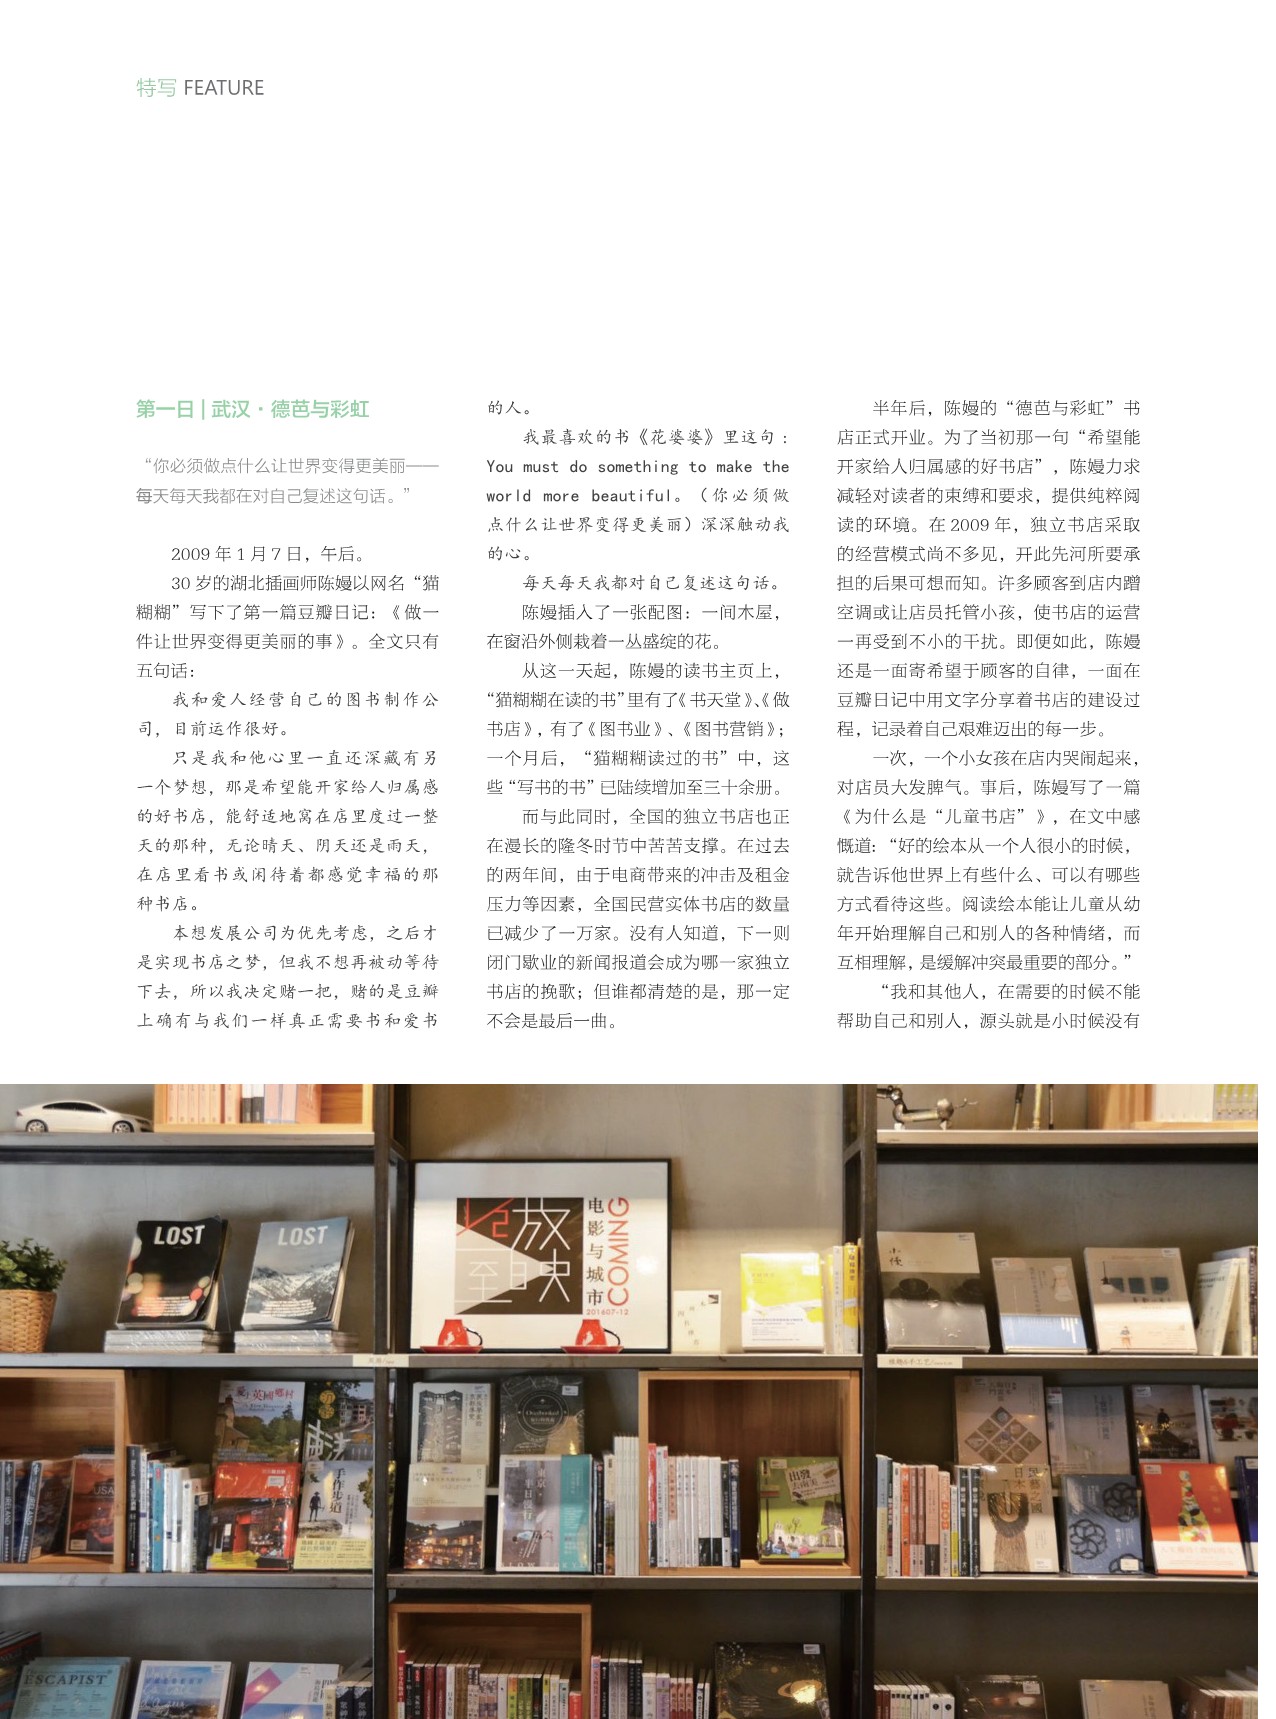 特写 FEATURE
第一日 | 武汉·德芭与彩虹
“你必须做点什么让世界变得更美丽——
每天每天我都在对自己复述这句话。”
2009 年 1 月 7 日，午后。
30 岁的湖北插画师陈嫚以网名“猫
糊糊”写下了第一篇豆瓣日记：《做一
件让世界变得更美丽的事》。全文只有
五句话：
我和爱人经营自己的图书制作公
司，目前运作很好。
只是我和他心里一直还深藏有另
一个梦想，那是希望能开家给人归属感
的好书店，能舒适地窝在店里度过一整
天的那种，无论晴天、阴天还是雨天，
在店里看书或闲待着都感觉幸福的那
种书店。
本想发展公司为优先考虑，之后才
是实现书店之梦，但我不想再被动等待
下去，所以我决定赌一把，赌的是豆瓣
上确有与我们一样真正需要书和爱书
的人。
我最喜欢的书《花婆婆》里这句：
You must do something to make the
world more beautiful。（你必须做
点什么让世界变得更美丽）深深触动我
的心。
每天每天我都对自己复述这句话。
陈嫚插入了一张配图：一间木屋，
在窗沿外侧栽着一丛盛绽的花。
从这一天起，陈嫚的读书主页上，
“猫糊糊在读的书”里有了《书天堂》、《做
书店》，有了《图书业》、《图书营销》；
一个月后，“猫糊糊读过的书”中，这
些“写书的书”已陆续增加至三十余册。
而与此同时，全国的独立书店也正
在漫长的隆冬时节中苦苦支撑。在过去
的两年间，由于电商带来的冲击及租金
压力等因素，全国民营实体书店的数量
已减少了一万家。没有人知道，下一则
闭门歇业的新闻报道会成为哪一家独立
书店的挽歌；但谁都清楚的是，那一定
不会是最后一曲。
半年后，陈嫚的“德芭与彩虹”书
店正式开业。为了当初那一句“希望能
开家给人归属感的好书店”，陈嫚力求
减轻对读者的束缚和要求，提供纯粹阅
读的环境。在 2009 年，独立书店采取
的经营模式尚不多见，开此先河所要承
担的后果可想而知。许多顾客到店内蹭
空调或让店员托管小孩，使书店的运营
一再受到不小的干扰。即便如此，陈嫚
还是一面寄希望于顾客的自律，一面在
豆瓣日记中用文字分享着书店的建设过
程，记录着自己艰难迈出的每一步。
一次，一个小女孩在店内哭闹起来，
对店员大发脾气。事后，陈嫚写了一篇
《为什么是“儿童书店”》，在文中感
慨道：“好的绘本从一个人很小的时候，
就告诉他世界上有些什么、可以有哪些
方式看待这些。阅读绘本能让儿童从幼
年开始理解自己和别人的各种情绪，而
互相理解，是缓解冲突最重要的部分。”
“我和其他人，在需要的时候不能
帮助自己和别人，源头就是小时候没有
LOST
LOST
放
映
电影与城市
COMING
201607-12
小使
英國鄉村
手作步道
USA
出發
ESCAPIST